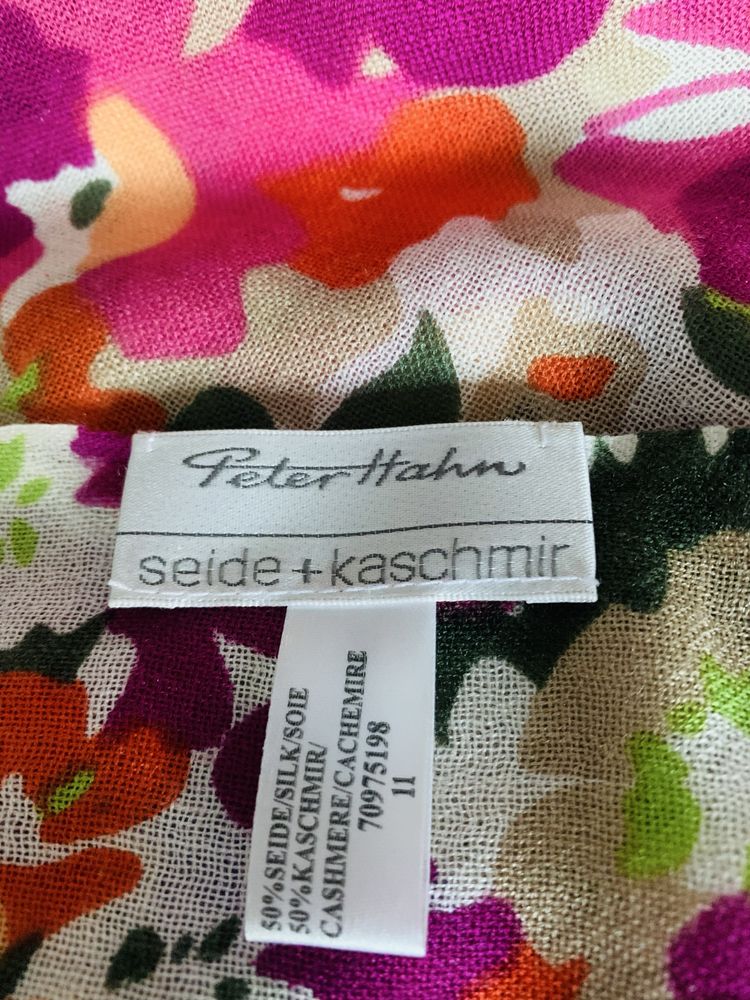 Peter Hahn
seide + kaschmir
50%SEIDE/SILK/SOIE
50%KASCHMIR/
CASHMERE/CACHEMIRE
70975198
11